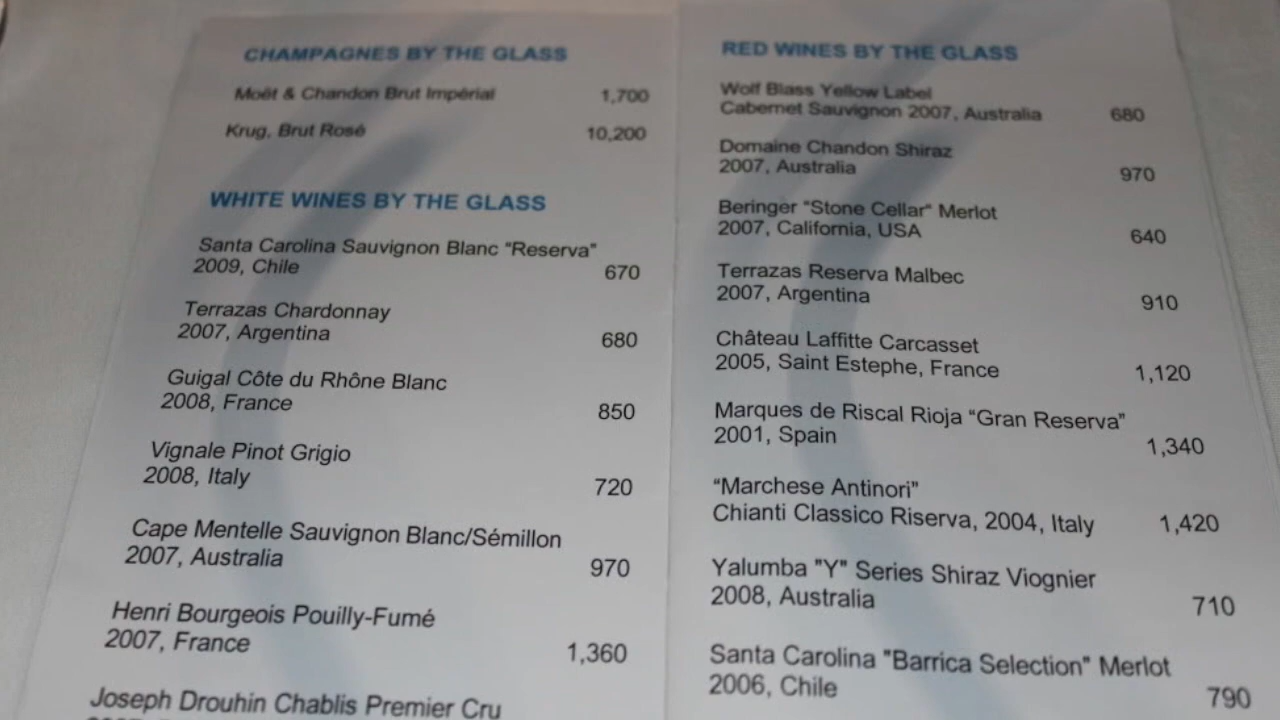 CHAMPAGNES BY THE GLASS
Moët & Chandon Brut Impérial 1,700
Krug, Brut Rosé 10,200
WHITE WINES BY THE GLASS
Santa Carolina Sauvignon Blanc "Reserva"
2009, Chile 670
Terrazas Chardonnay
2007, Argentina 680
Guigal Côte du Rhône Blanc
2008, France 850
Vignale Pinot Grigio
2008, Italy 720
Cape Mentelle Sauvignon Blanc/Sémillon
2007, Australia 970
Henri Bourgeois Pouilly-Fumé
2007, France 1,360
Joseph Drouhin Chablis Premier Cru
RED WINES BY THE GLASS
Wolf Blass Yellow Label
Cabernet Sauvignon 2007, Australia 680
Domaine Chandon Shiraz
2007, Australia 970
Beringer "Stone Cellar" Merlot
2007, California, USA 640
Terrazas Reserva Malbec
2007, Argentina 910
Château Laffitte Carcasset
2005, Saint Estephe, France 1,120
Marques de Riscal Rioja "Gran Reserva"
2001, Spain 1,340
"Marchese Antinori"
Chianti Classico Riserva, 2004, Italy 1,420
Yalumba "Y" Series Shiraz Viognier
2008, Australia 710
Santa Carolina "Barrica Selection" Merlot
2006, Chile 790